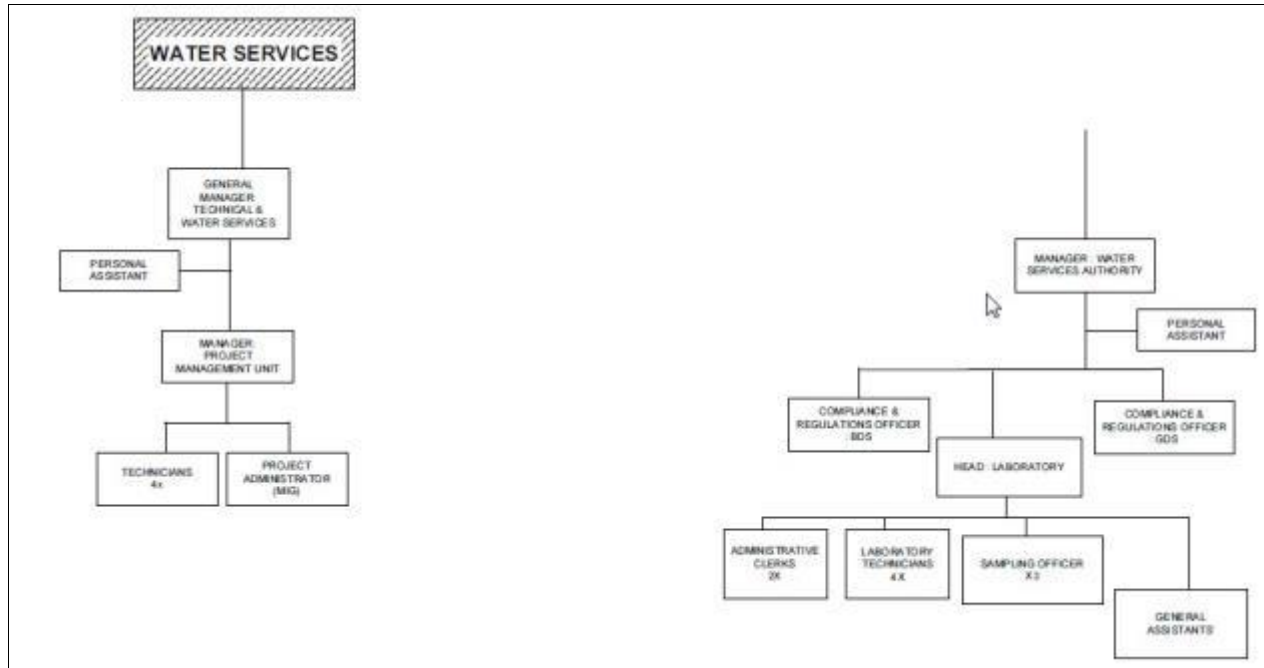 WATER SERVICES
GENERAL
MANAGER:
TECHNICAL &
WATER SERVICES
PERSONAL
ASSISTANT
MANAGER:
PROJECT
MANAGEMENT UNIT
TECHNICIANS
4x
PROJECT
ADMINISTRATOR
(MIG)
MANAGER : WATER
SERVICES AUTHORITY
PERSONAL
ASSISTANT
COMPLIANCE &
REGULATIONS OFFICER
BDS
COMPLIANCE &
REGULATIONS OFFICER
GDS
HEAD : LABORATORY
ADMINISTRATIVE
CLERKS
2X
LABORATORY
TECHNICIANS
4 X
SAMPLING OFFICER
GENERAL
ASSISTANTS